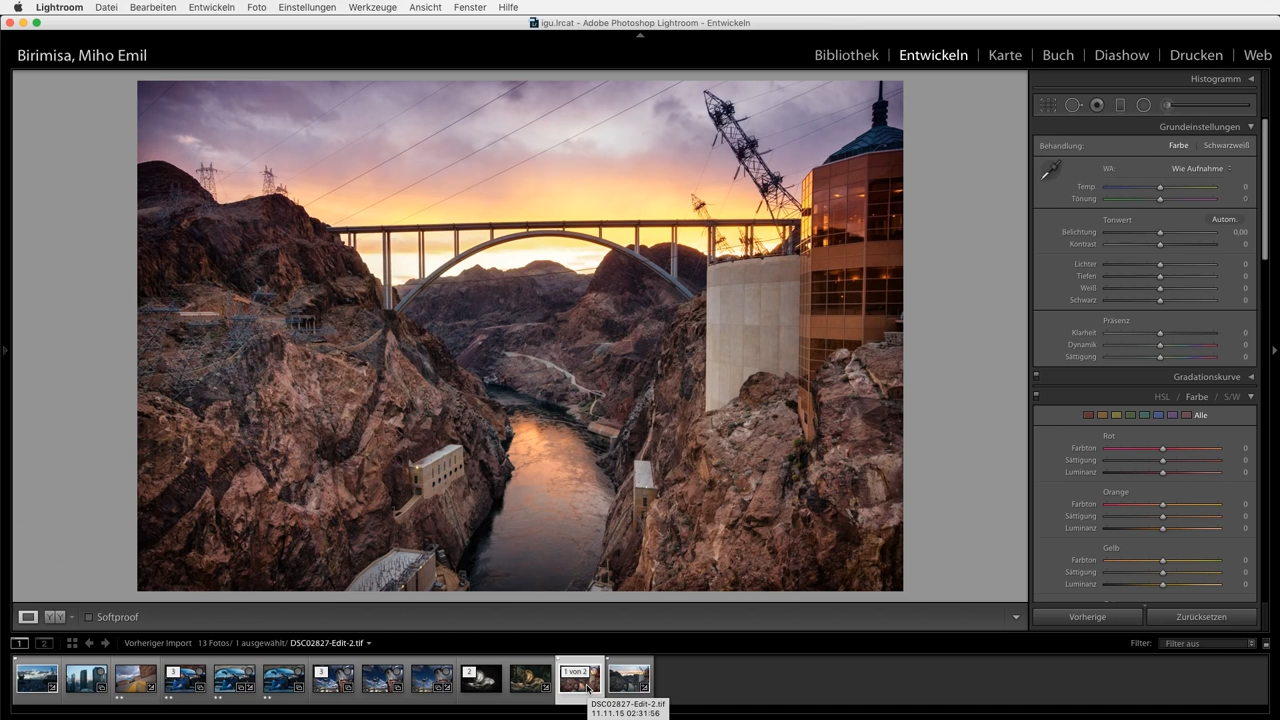 Lightroom Datei Bearbeiten Entwickeln Foto Einstellungen Werkzeuge Ansicht Fenster Hilfe
igu.lrcat - Adobe Photoshop Lightroom - Entwickeln
Birimisa, Miho Emil
Bibliothek | Entwickeln | Karte | Buch | Diashow | Drucken | Web
Histogramm
Grundeinstellungen
Behandlung: Farbe Schwarzweiß
WA: Wie Aufnahme
Temp. 0
Tönung 0
Tonwert Autom.
Belichtung 0,00
Kontrast 0
Lichter 0
Tiefen 0
Weiß 0
Schwarz 0
Präsenz
Klarheit 0
Dynamik 0
Sättigung 0
Gradationskurve
HSL / Farbe / S/W
Alle
Rot
Farbton 0
Sättigung 0
Luminanz 0
Orange
Farbton 0
Sättigung 0
Luminanz 0
Gelb
Farbton 0
Sättigung 0
Luminanz 0
Softproof
Vorherige Zurücksetzen
1 2 Vorheriger Import 13 Fotos/ 1 ausgewählt/ DSC02827-Edit-2.tif
Filter: Filter aus
3 3 2 1 von 2
DSC02827-Edit-2.tif
11.11.15 02:31:56